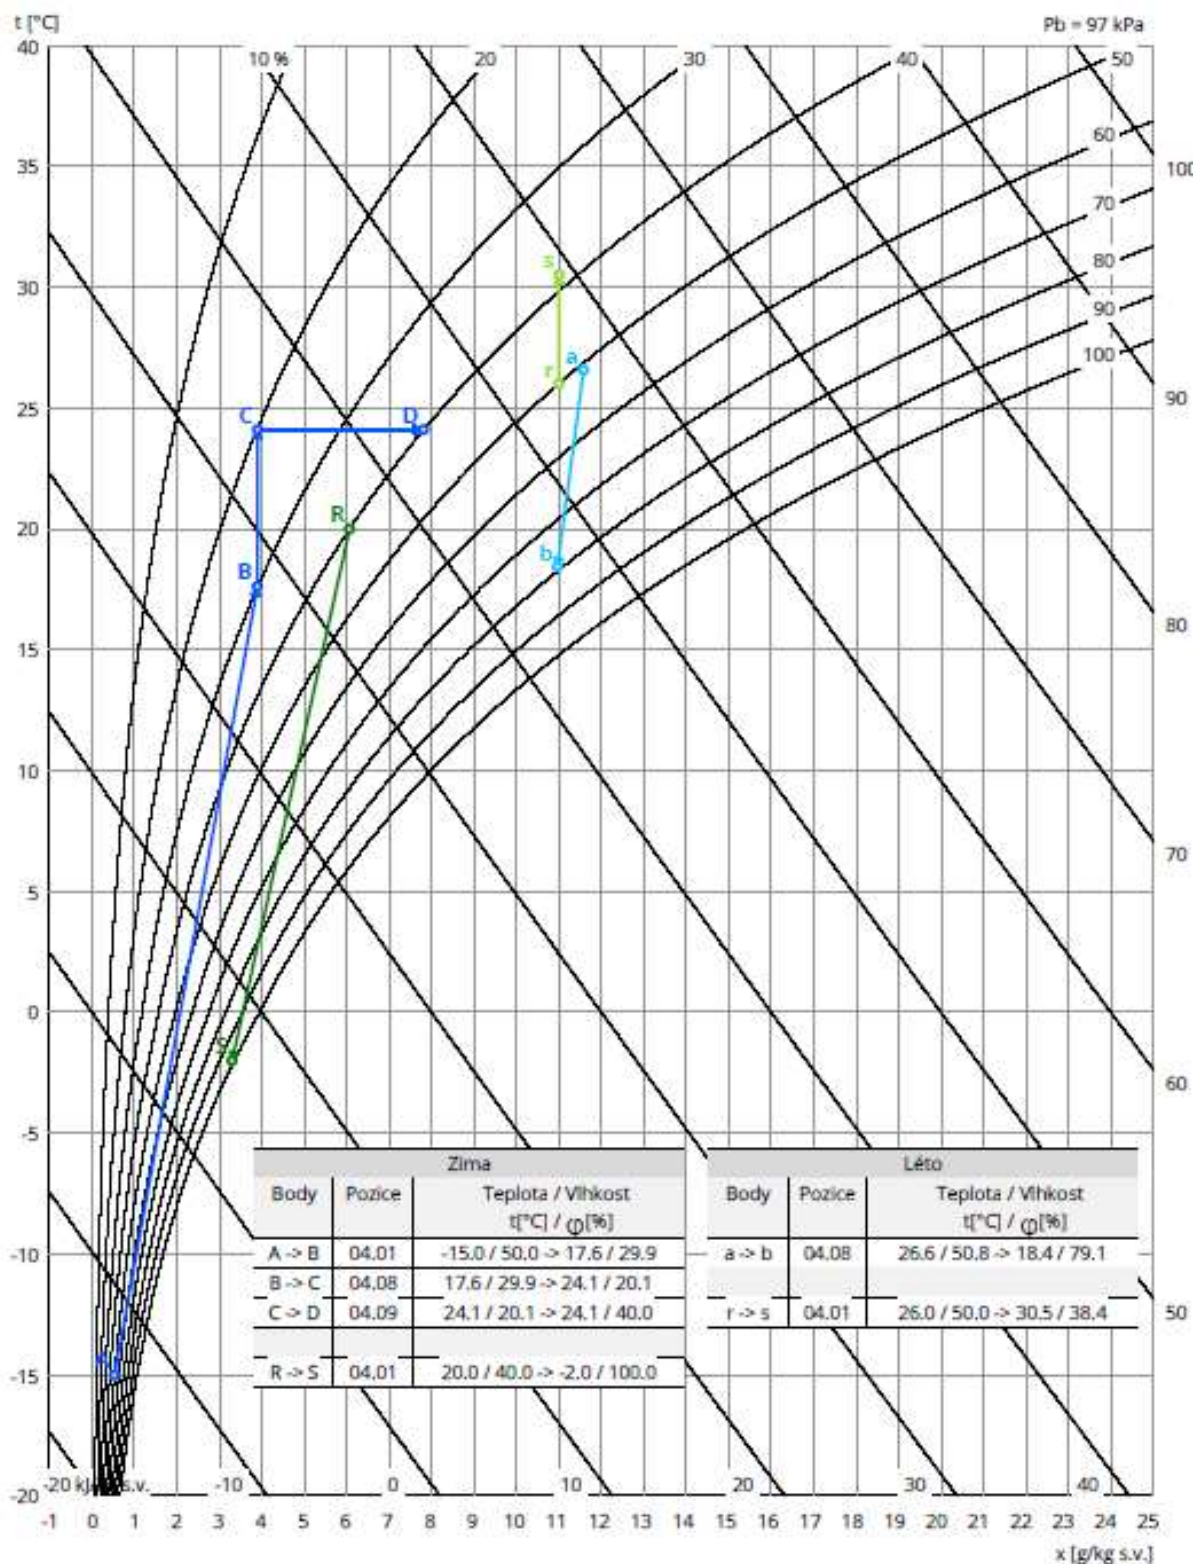 t [°C]
Pb = 97 kPa
40
10 %
20
30
40
50
60
35
100
70
80
s
30
90
a
100
r
25
C
D
90
R
20
b
B
80
15
10
70
5
0
S
60
-5
Zima
Léto
Body Pozice Teplota / Vlhkost
t[°C] / φ[%]
Body Pozice Teplota / Vlhkost
t[°C] / φ[%]
-10
A -> B 04.01 -15.0 / 50.0 -> 17.6 / 29.9
a -> b 04.08 26.6 / 50.8 -> 18.4 / 79.1
B -> C 04.08 17.6 / 29.9 -> 24.1 / 20.1
C -> D 04.09 24.1 / 20.1 -> 24.1 / 40.0
r -> s 04.01 26.0 / 50.0 -> 30.5 / 38.4
50
-15
R -> S 04.01 20.0 / 40.0 -> -2.0 / 100.0
-20 s.v. -10 0 10 20 30 40
-20
-1 0 1 2 3 4 5 6 7 8 9 10 11 12 13 14 15 16 17 18 19 20 21 22 23 24 25
x [g/kg s.v.]